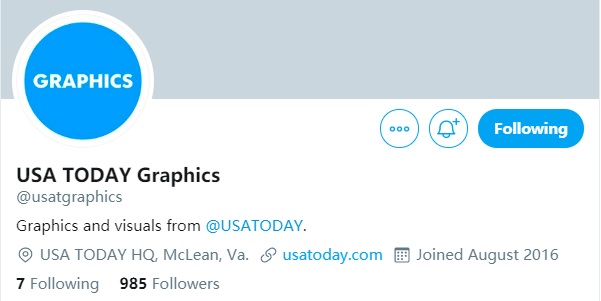 GRAPHICS
Following
USA TODAY Graphics
@usatgraphics
Graphics and visuals from @USATODAY.
USA TODAY HQ, McLean, Va. usatoday.com Joined August 2016
7 Following 985 Followers